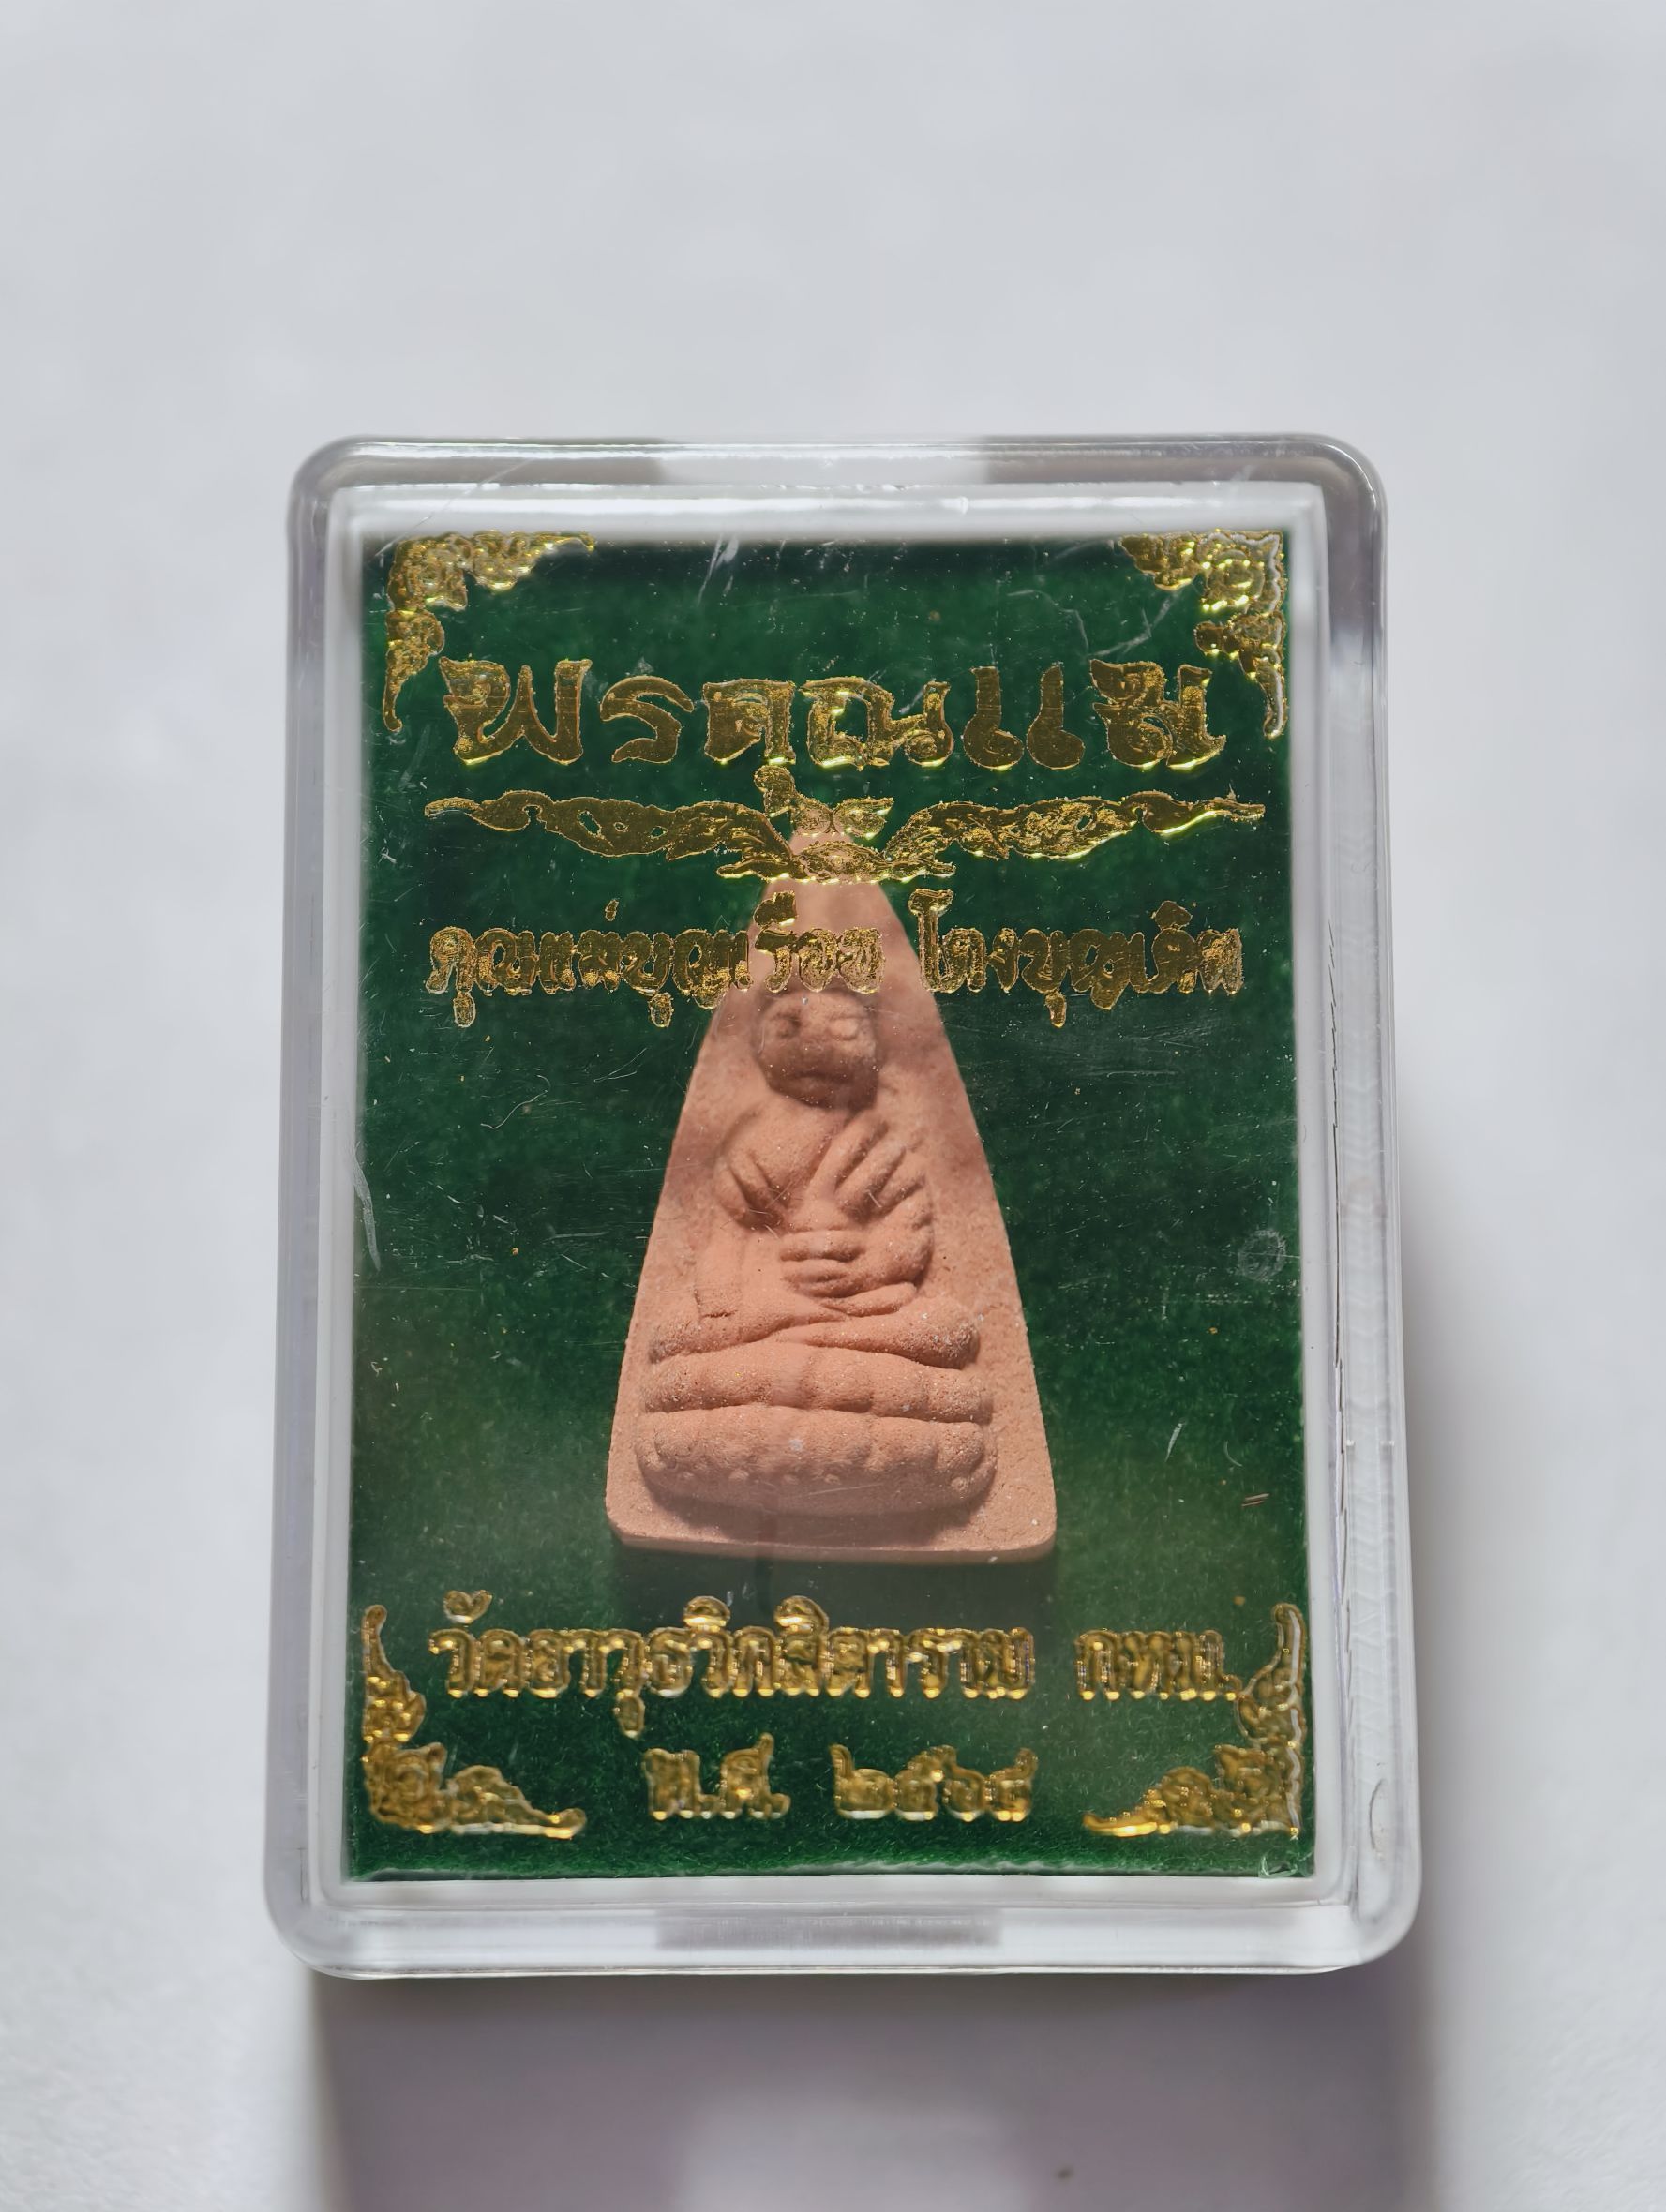 พรคุณแม่
คุณแม่บุญเรือน โตงบุญเติม
วัดอาวุธวิกสิตาราม กทม.
พ.ศ. ๒๕๖๔